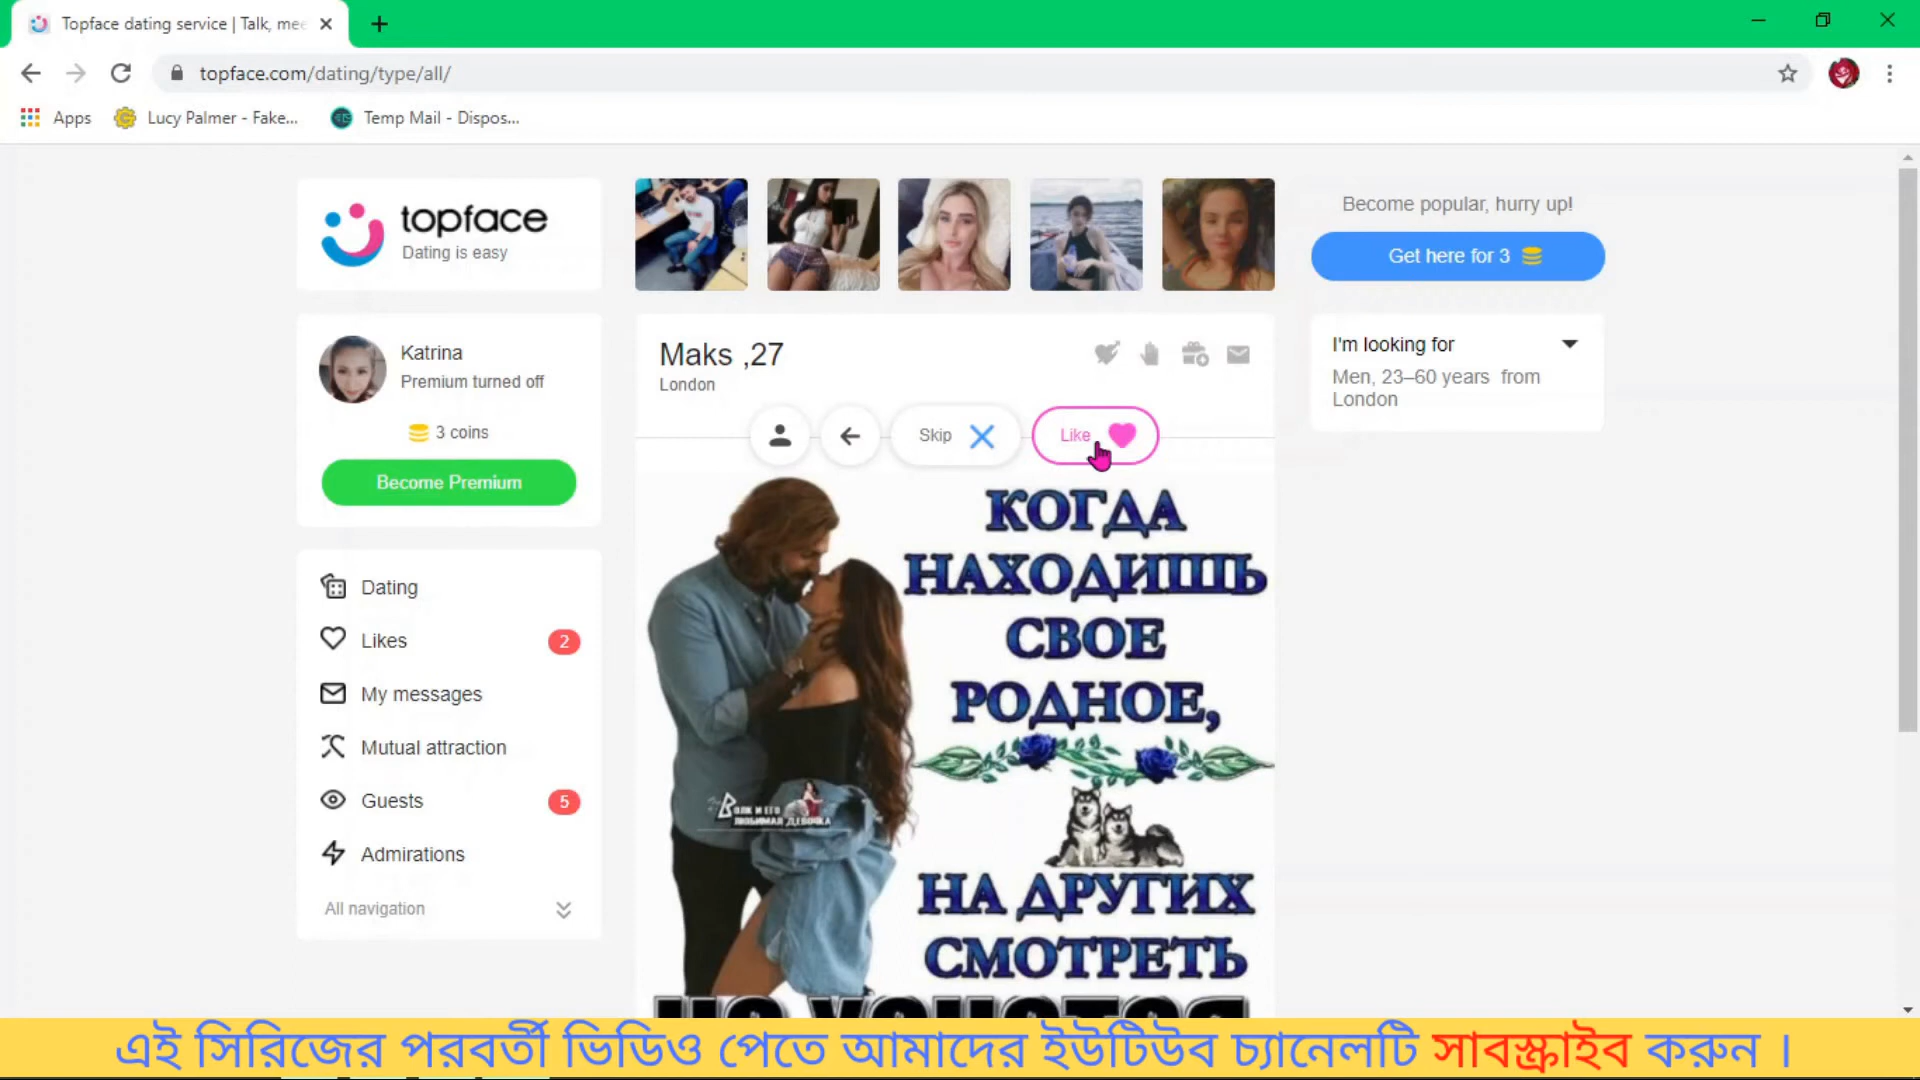 Topface dating service | Talk, mee
topface.com/dating/type/all/
Apps
Lucy Palmer - Fake...
Temp Mail - Dispos...
topface
Dating is easy
Become popular, hurry up!
Get here for 3
Katrina
Premium turned off
3 coins
Become Premium
Maks ,27
London
Skip
Like
I'm looking for
Men, 23–60 years from
London
Dating
Likes
2
My messages
Mutual attraction
Guests
5
Admirations
All navigation
КОГДА
НАХОДИШЬ
СВОЕ
РОДНОЕ,
ВОЛК И ЕГО
ЛЮБИМАЯ ДЕВОЧКА
НА ДРУГИХ
СМОТРЕТЬ
এই সিরিজের পরবর্তী ভিডিও পেতে আমাদের ইউটিউব চ্যানেলটি সাবস্ক্রাইব করুন ।